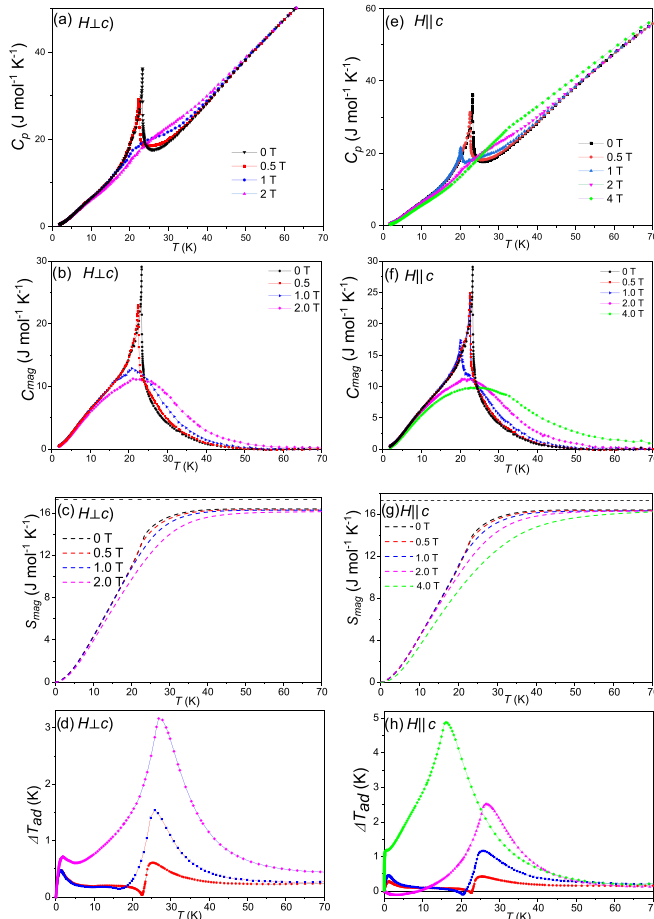 (a) H⊥c)
C_p (J mol⁻¹ K⁻¹)
40
20
0
0 10 20 30 40 50 60 70
T (K)
0 T
0.5 T
1 T
2 T
(e) H||c
C_p (J mol⁻¹ K⁻¹)
60
40
20
0
0 10 20 30 40 50 60 70
T (K)
0 T
0.5 T
1 T
2 T
4 T
(b) H⊥c)
C_mag (J mol⁻¹ K⁻¹)
30
20
10
0
0 10 20 30 40 50 60 70
T (K)
0 T
0.5
1.0 T
2.0 T
(f) H||c
C_mag (J mol⁻¹ K⁻¹)
30
25
20
15
10
5
0
0 10 20 30 40 50 60 70
T (K)
0 T
0.5 T
1.0 T
2.0 T
4.0 T
(c) H⊥c)
S_mag (J mol⁻¹ K⁻¹)
16
12
8
4
0
0 10 20 30 40 50 60 70
T (K)
0 T
0.5 T
1.0 T
2.0 T
(g) H||c
S_mag (J mol⁻¹ K⁻¹)
16
12
8
4
0
0 10 20 30 40 50 60 70
T (K)
0 T
0.5 T
1.0 T
2.0 T
4.0 T
(d) H⊥c)
ΔT_ad (K)
3
2
1
0
0 10 20 30 40 50 60 70
T (K)
(h) H||c
ΔT_ad (K)
5
4
3
2
1
0
0 10 20 30 40 50 60 70
T (K)